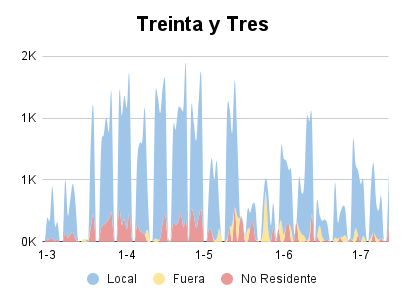 Treinta y Tres
2K
1K
1K
0K
1-3
1-4
1-5
1-6
1-7
Local
Fuera
No Residente